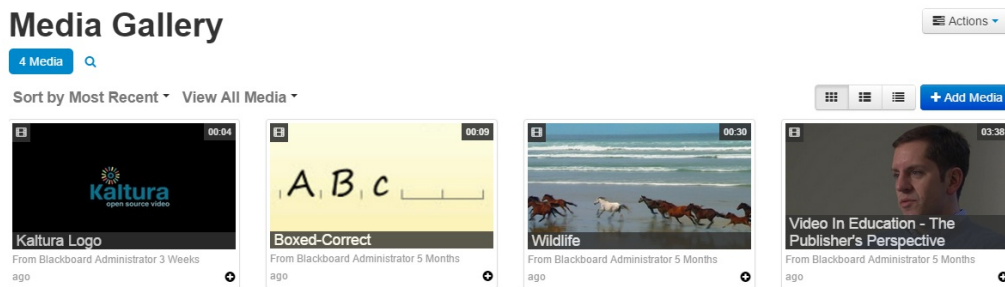 Media Gallery
Actions
4 Media
Sort by Most Recent View All Media
+ Add Media
00:04
Kaltura
open source video
Kaltura Logo
From Blackboard Administrator 3 Weeks
ago
00:09
A B C
Boxed-Correct
From Blackboard Administrator 5 Months
ago
00:30
Wildlife
From Blackboard Administrator 5 Months
ago
03:38
Video In Education - The
Publisher's Perspective
From Blackboard Administrator 5 Months
ago